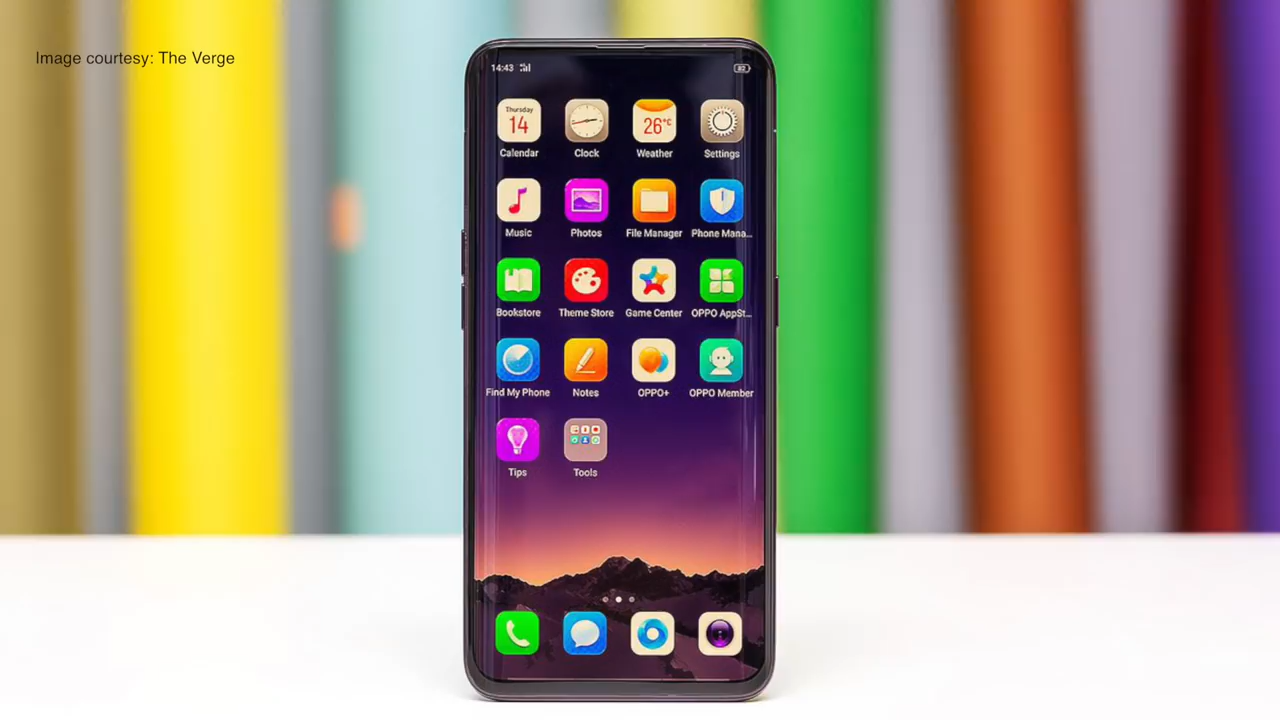 Image courtesy: The Verge
14:43
82
Thursday
14
26°C
Calendar
Clock
Weather
Settings
Music
Photos
File Manager
Phone Mana...
Bookstore
Theme Store
Game Center
OPPO AppSt...
Find My Phone
Notes
OPPO+
OPPO Member
Tips
Tools